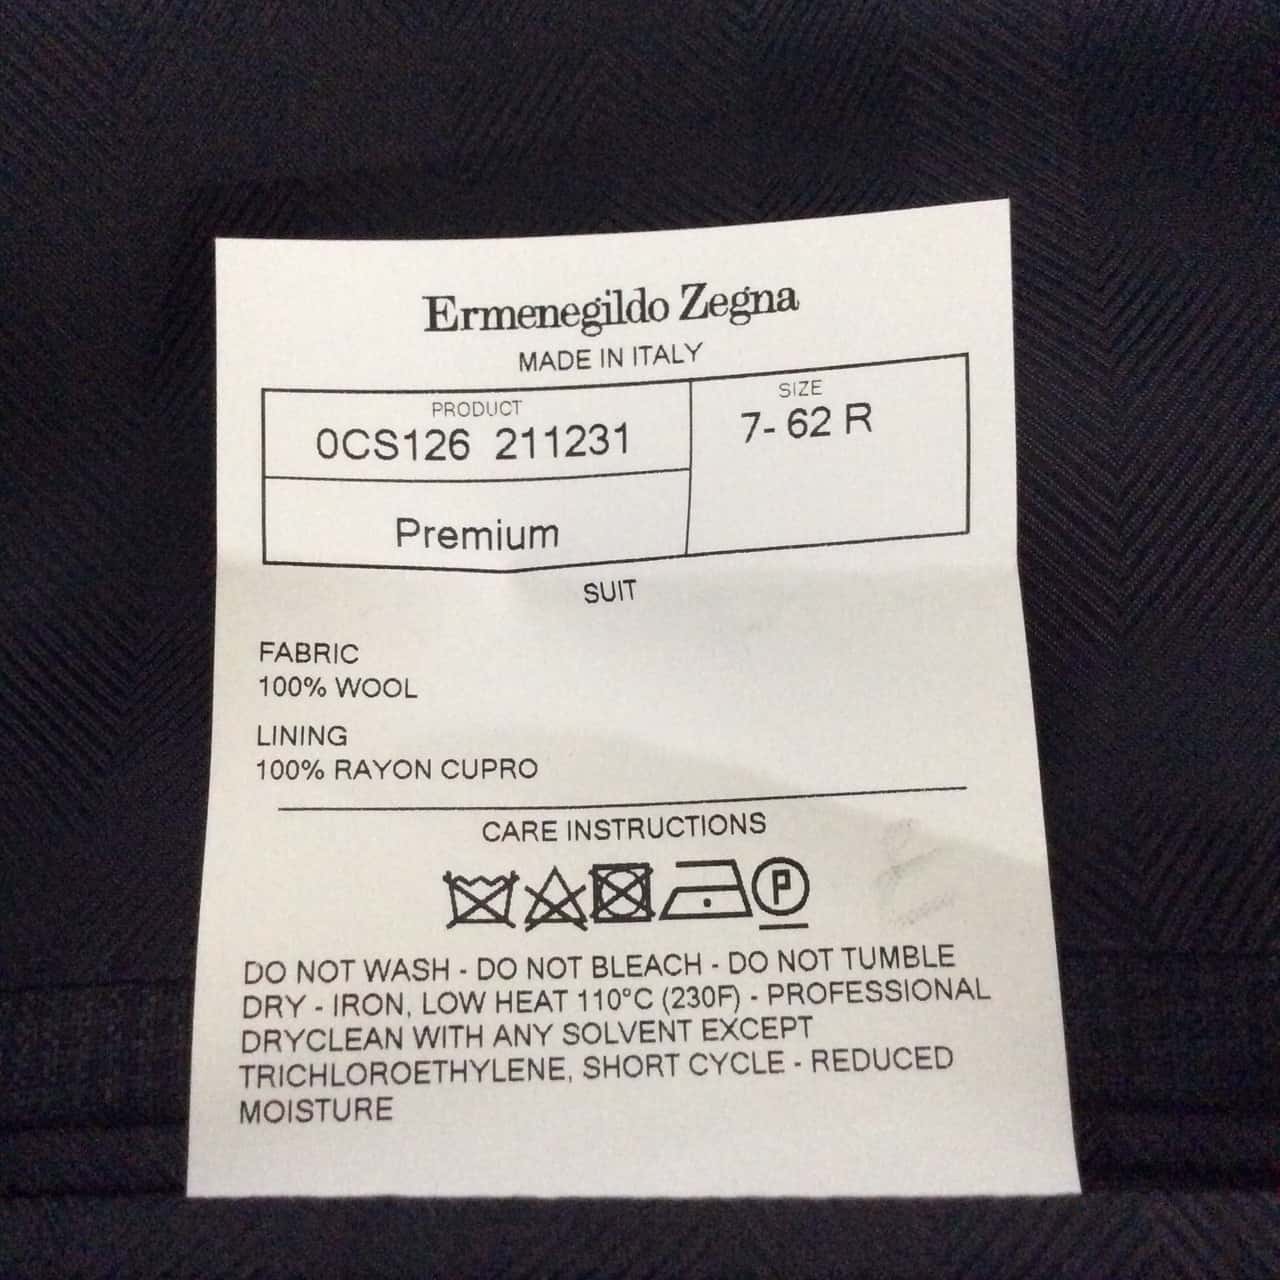 Ermenegildo Zegna
MADE IN ITALY
PRODUCT
0CS126 211231
SIZE
7- 62 R
Premium
SUIT
FABRIC
100% WOOL
LINING
100% RAYON CUPRO
CARE INSTRUCTIONS
P
DO NOT WASH - DO NOT BLEACH - DO NOT TUMBLE
DRY - IRON, LOW HEAT 110°C (230F) - PROFESSIONAL
DRYCLEAN WITH ANY SOLVENT EXCEPT
TRICHLOROETHYLENE, SHORT CYCLE - REDUCED
MOISTURE